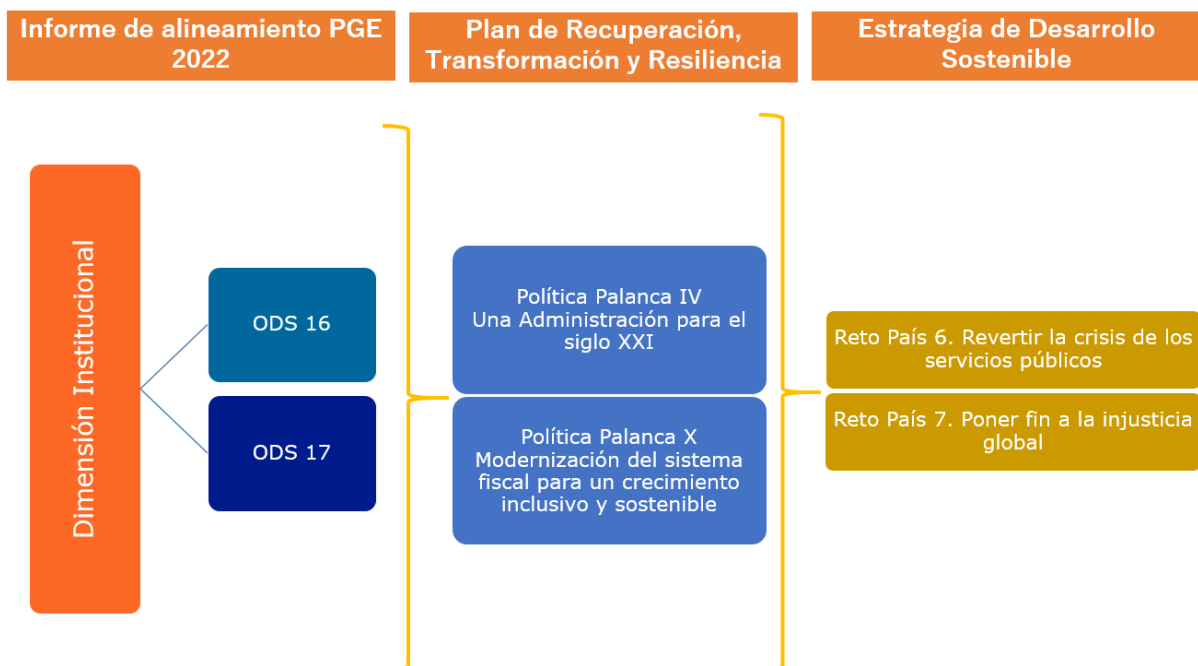 Informe de alineamiento PGE
2022
Plan de Recuperación,
Transformación y Resiliencia
Estrategia de Desarrollo
Sostenible
Dimensión Institucional
ODS 16
ODS 17
Política Palanca IV
Una Administración para el
siglo XXI
Política Palanca X
Modernización del sistema
fiscal para un crecimiento
inclusivo y sostenible
Reto País 6. Revertir la crisis de los
servicios públicos
Reto País 7. Poner fin a la injusticia
global